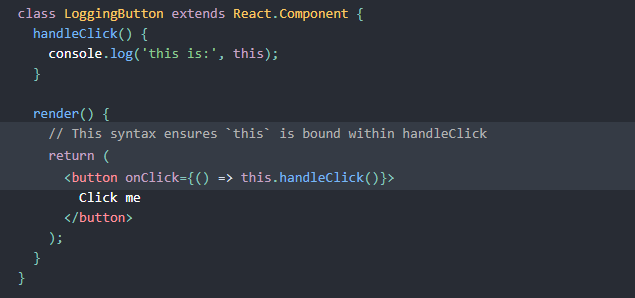 class LoggingButton extends React.Component {
  handleClick() {
    console.log('this is:', this);
  }

  render() {
    // This syntax ensures `this` is bound within handleClick
    return (
      <button onClick={() => this.handleClick()}>
        Click me
      </button>
    );
  }
}